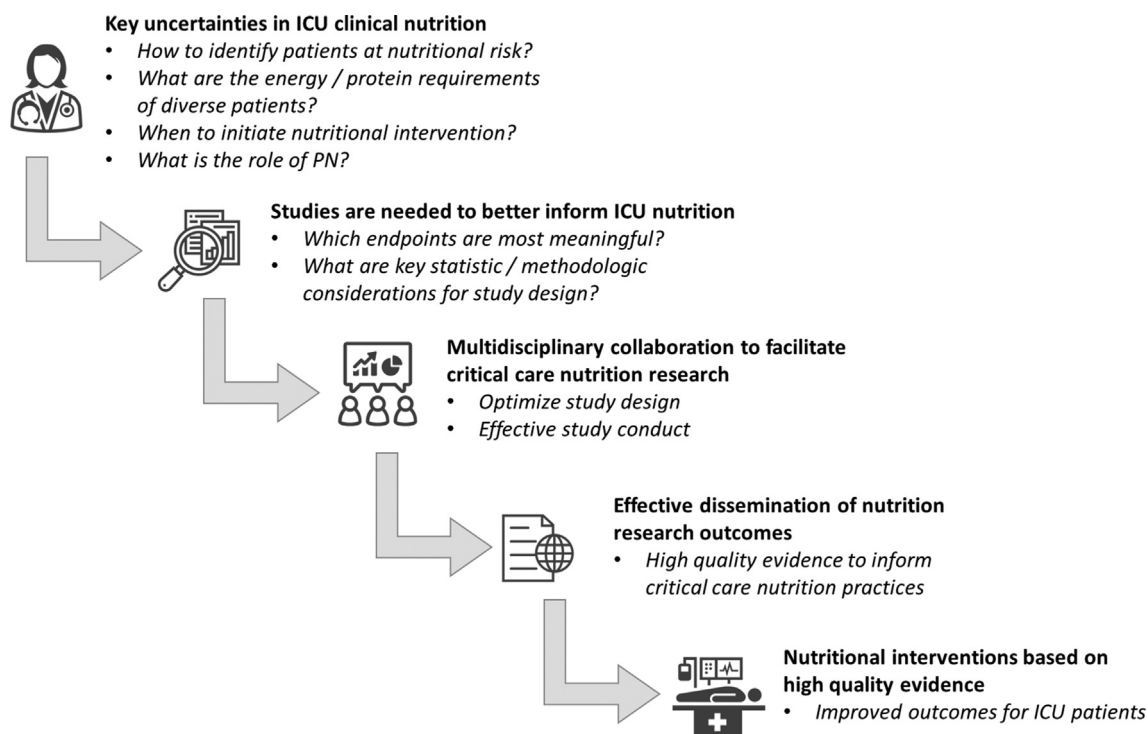 Key uncertainties in ICU clinical nutrition
• How to identify patients at nutritional risk?
• What are the energy / protein requirements
of diverse patients?
• When to initiate nutritional intervention?
• What is the role of PN?
Studies are needed to better inform ICU nutrition
• Which endpoints are most meaningful?
• What are key statistic / methodologic
considerations for study design?
Multidisciplinary collaboration to facilitate
critical care nutrition research
• Optimize study design
• Effective study conduct
Effective dissemination of nutrition
research outcomes
• High quality evidence to inform
critical care nutrition practices
Nutritional interventions based on
high quality evidence
• Improved outcomes for ICU patients